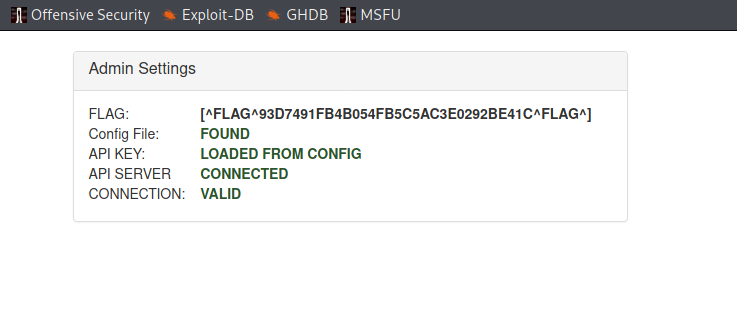 Offensive Security Exploit-DB GHDB MSFU
Admin Settings
FLAG: [^FLAG^93D7491FB4B054FB5C5AC3E0292BE41C^FLAG^]
Config File: FOUND
API KEY: LOADED FROM CONFIG
API SERVER CONNECTED
CONNECTION: VALID